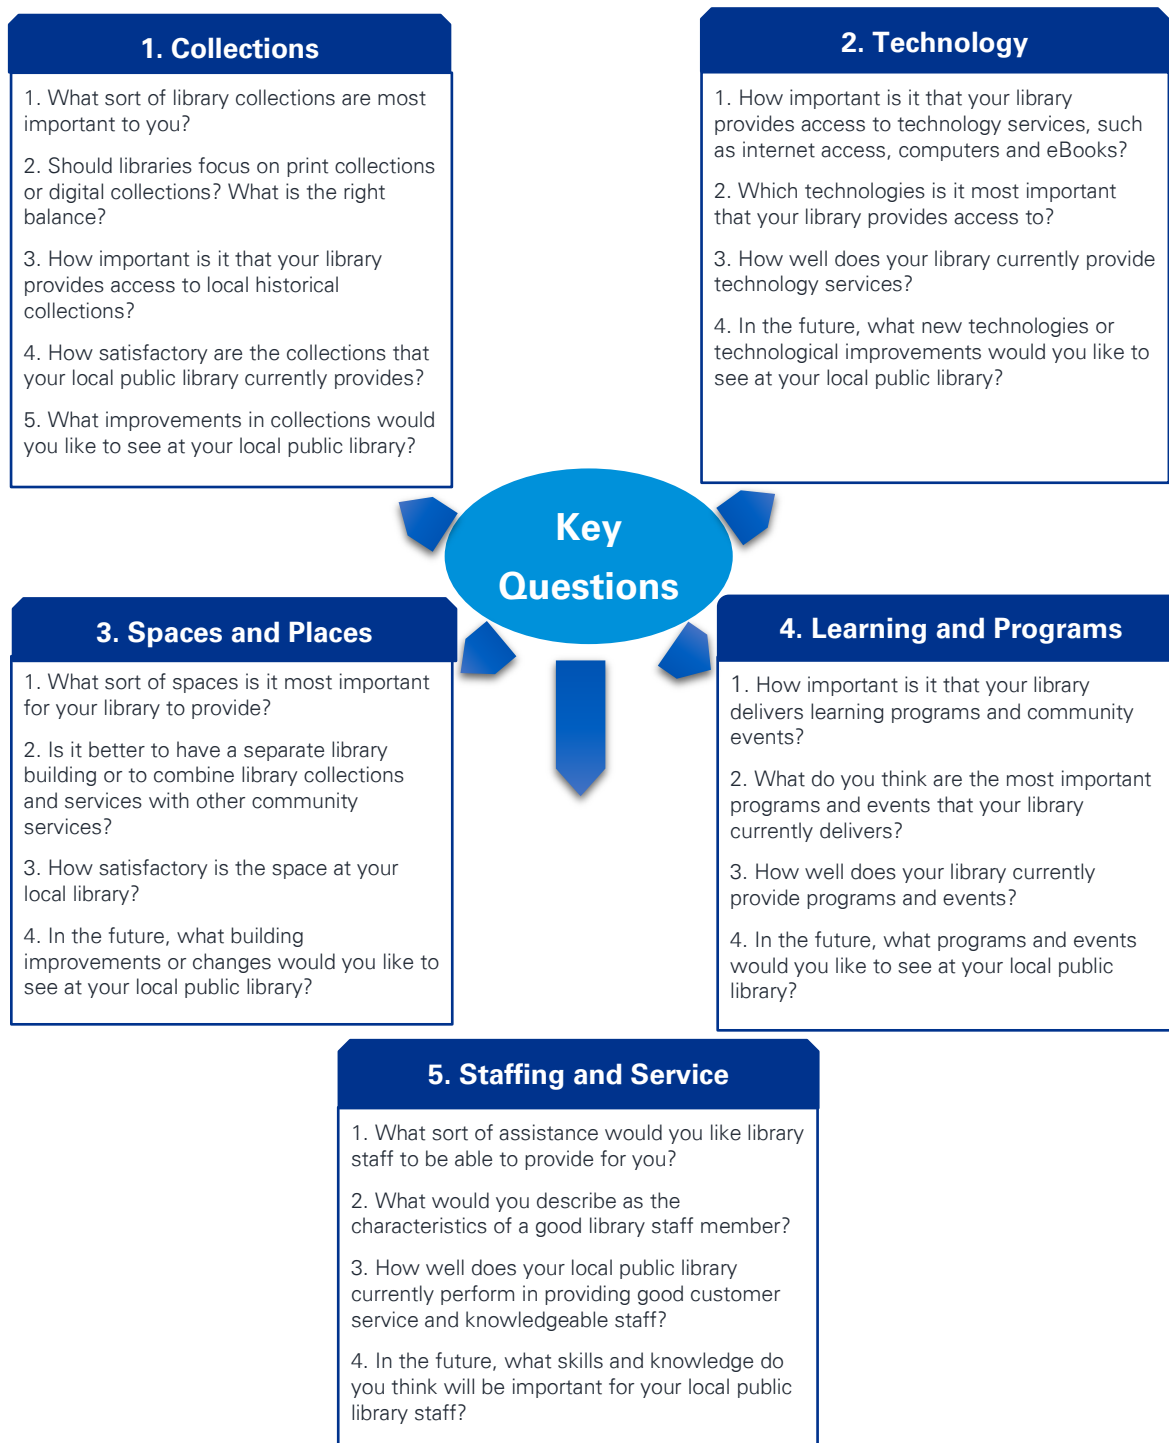 1. Collections
1. What sort of library collections are most
important to you?
2. Should libraries focus on print collections
or digital collections? What is the right
balance?
3. How important is it that your library
provides access to local historical
collections?
4. How satisfactory are the collections that
your local public library currently provides?
5. What improvements in collections would
you like to see at your local public library?
2. Technology
1. How important is it that your library
provides access to technology services, such
as internet access, computers and eBooks?
2. Which technologies is it most important
that your library provides access to?
3. How well does your library currently provide
technology services?
4. In the future, what new technologies or
technological improvements would you like to
see at your local public library?
Key
Questions
3. Spaces and Places
1. What sort of spaces is it most important
for your library to provide?
2. Is it better to have a separate library
building or to combine library collections
and services with other community
services?
3. How satisfactory is the space at your
local library?
4. In the future, what building
improvements or changes would you like to
see at your local public library?
4. Learning and Programs
1. How important is it that your library
delivers learning programs and community
events?
2. What do you think are the most important
programs and events that your library
currently delivers?
3. How well does your library currently
provide programs and events?
4. In the future, what programs and events
would you like to see at your local public
library?
5. Staffing and Service
1. What sort of assistance would you like library
staff to be able to provide for you?
2. What would you describe as the
characteristics of a good library staff member?
3. How well does your local public library
currently perform in providing good customer
service and knowledgeable staff?
4. In the future, what skills and knowledge do
you think will be important for your local public
library staff?